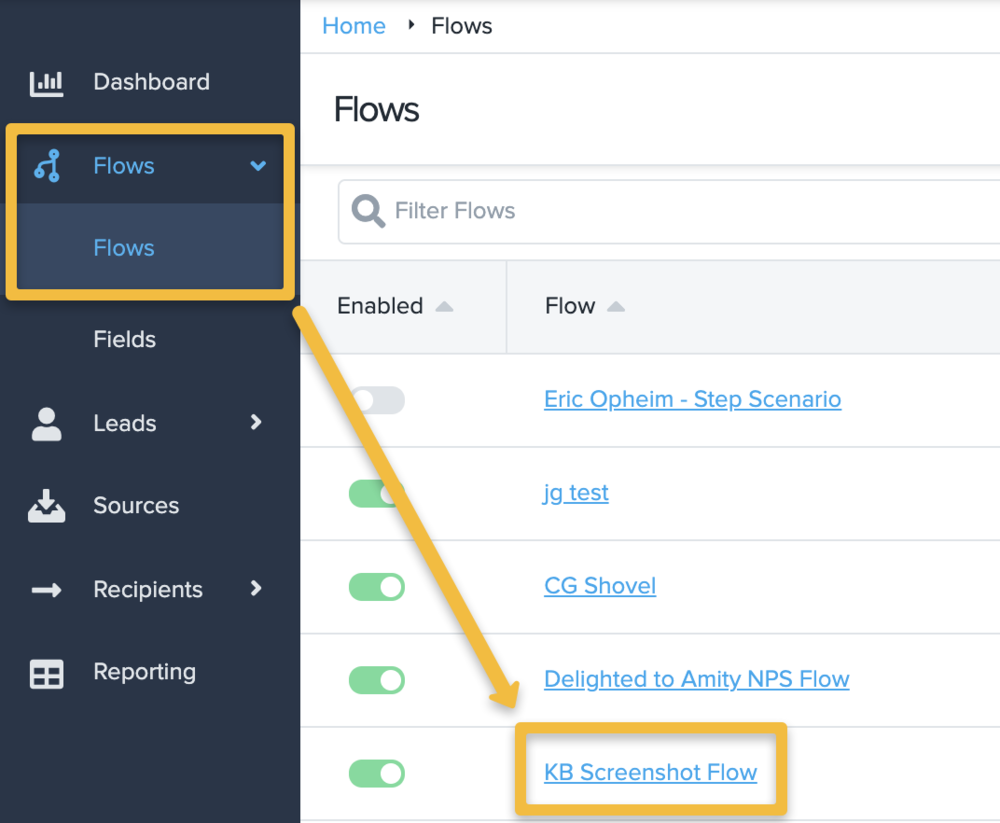 Dashboard
Flows
Flows
Fields
Leads
Sources
Recipients
Reporting
Home Flows
Flows
Filter Flows
Enabled Flow
Eric Opheim - Step Scenario
jg test
CG Shovel
Delighted to Amity NPS Flow
KB Screenshot Flow